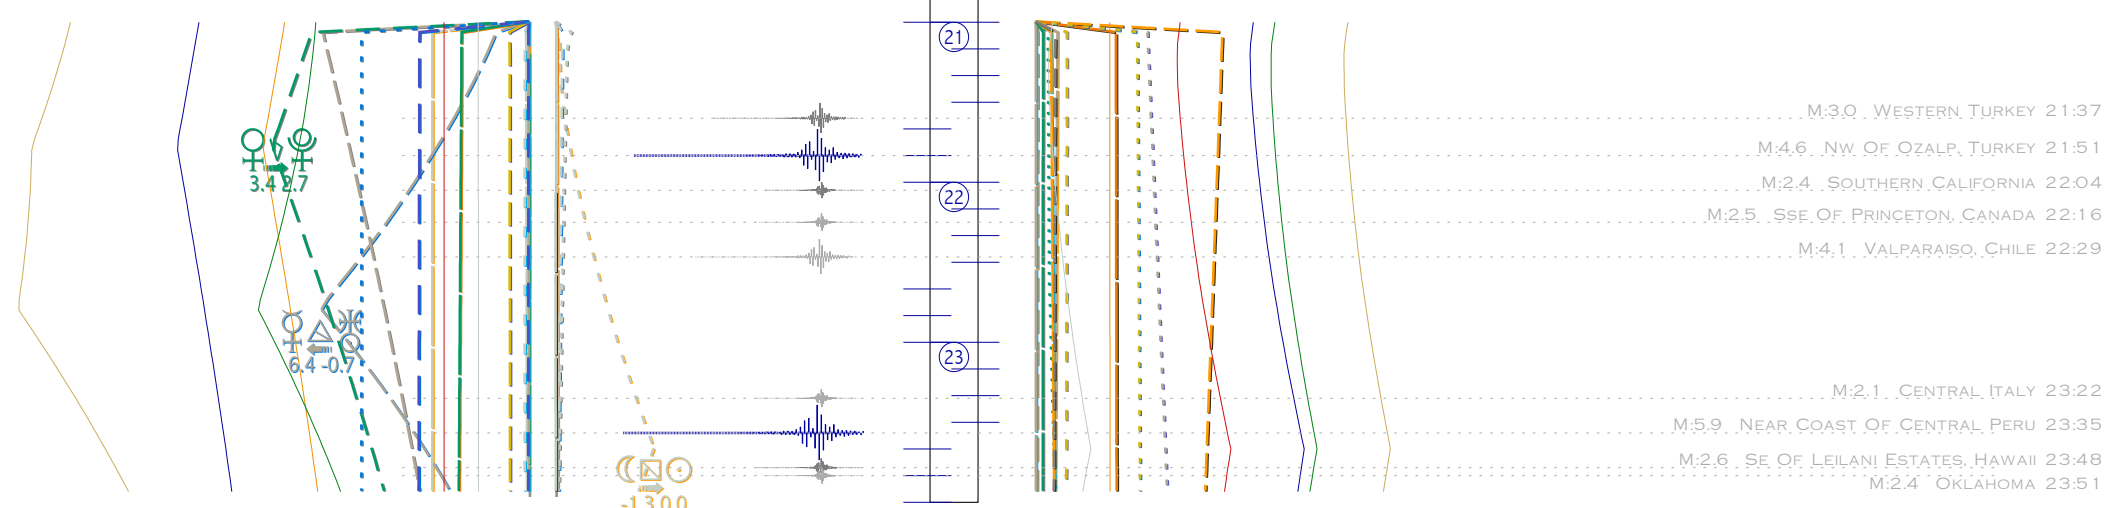 21
M:3.0 Western Turkey 21:37
M:4.6 Nw Of Ozalp, Turkey 21:51
3.4 2.7
M:2.4 Southern California 22:04
22
M:2.5 Sse Of Princeton, Canada 22:16
M:4.1 Valparaiso, Chile 22:29
23
6.4 -0.7
M:2.1 Central Italy 23:22
M:5.9 Near Coast Of Central Peru 23:35
M:2.6 Se Of Leilani Estates, Hawaii 23:48
M:2.4 Oklahoma 23:51
-1.3 0.0